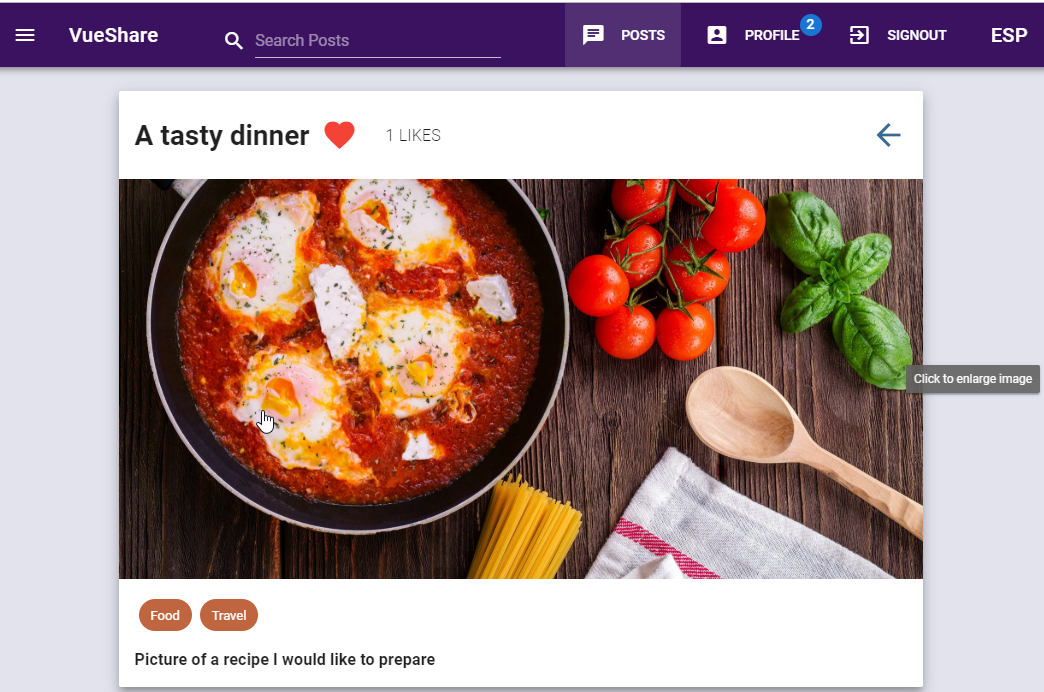 VueShare
Search Posts
POSTS
PROFILE
2
SIGNOUT
ESP
A tasty dinner
1 LIKES
Click to enlarge image
Food
Travel
Picture of a recipe I would like to prepare